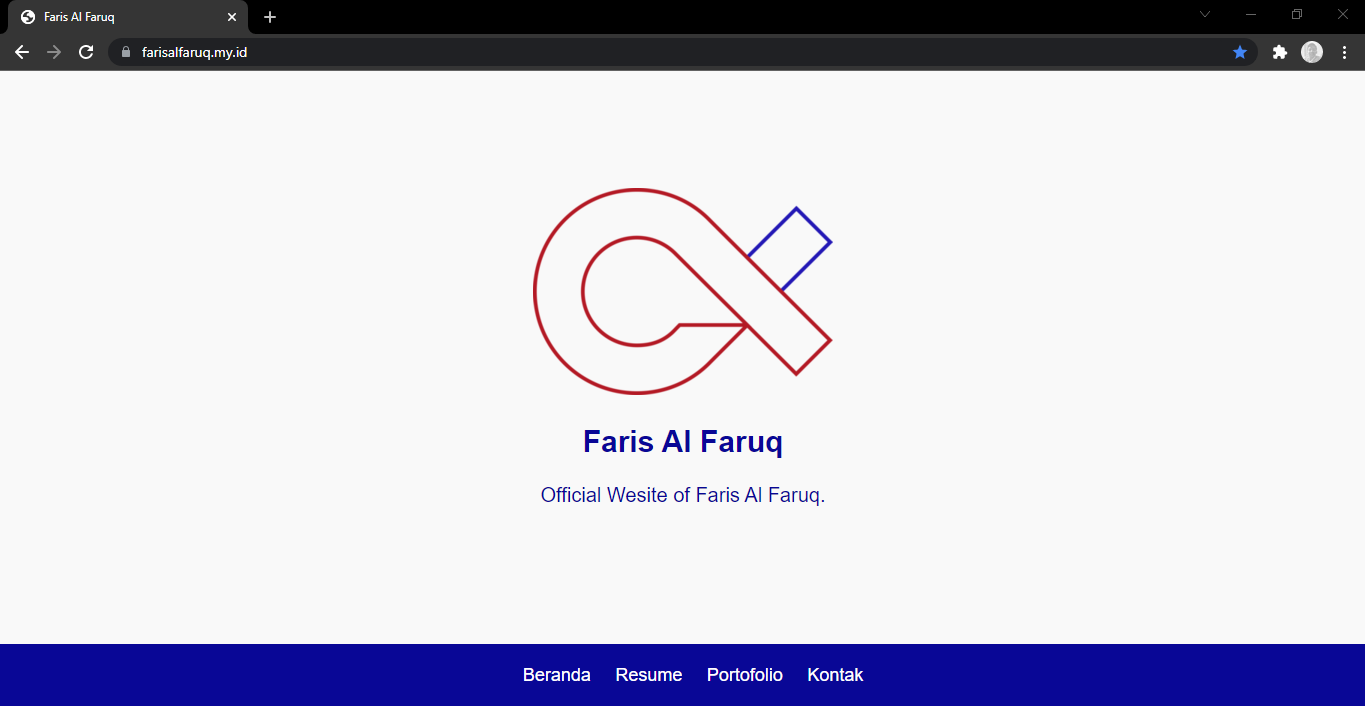 Faris Al Faruq
farisalfaruq.my.id
Faris Al Faruq
Official Wesite of Faris Al Faruq.
Beranda Resume Portofolio Kontak